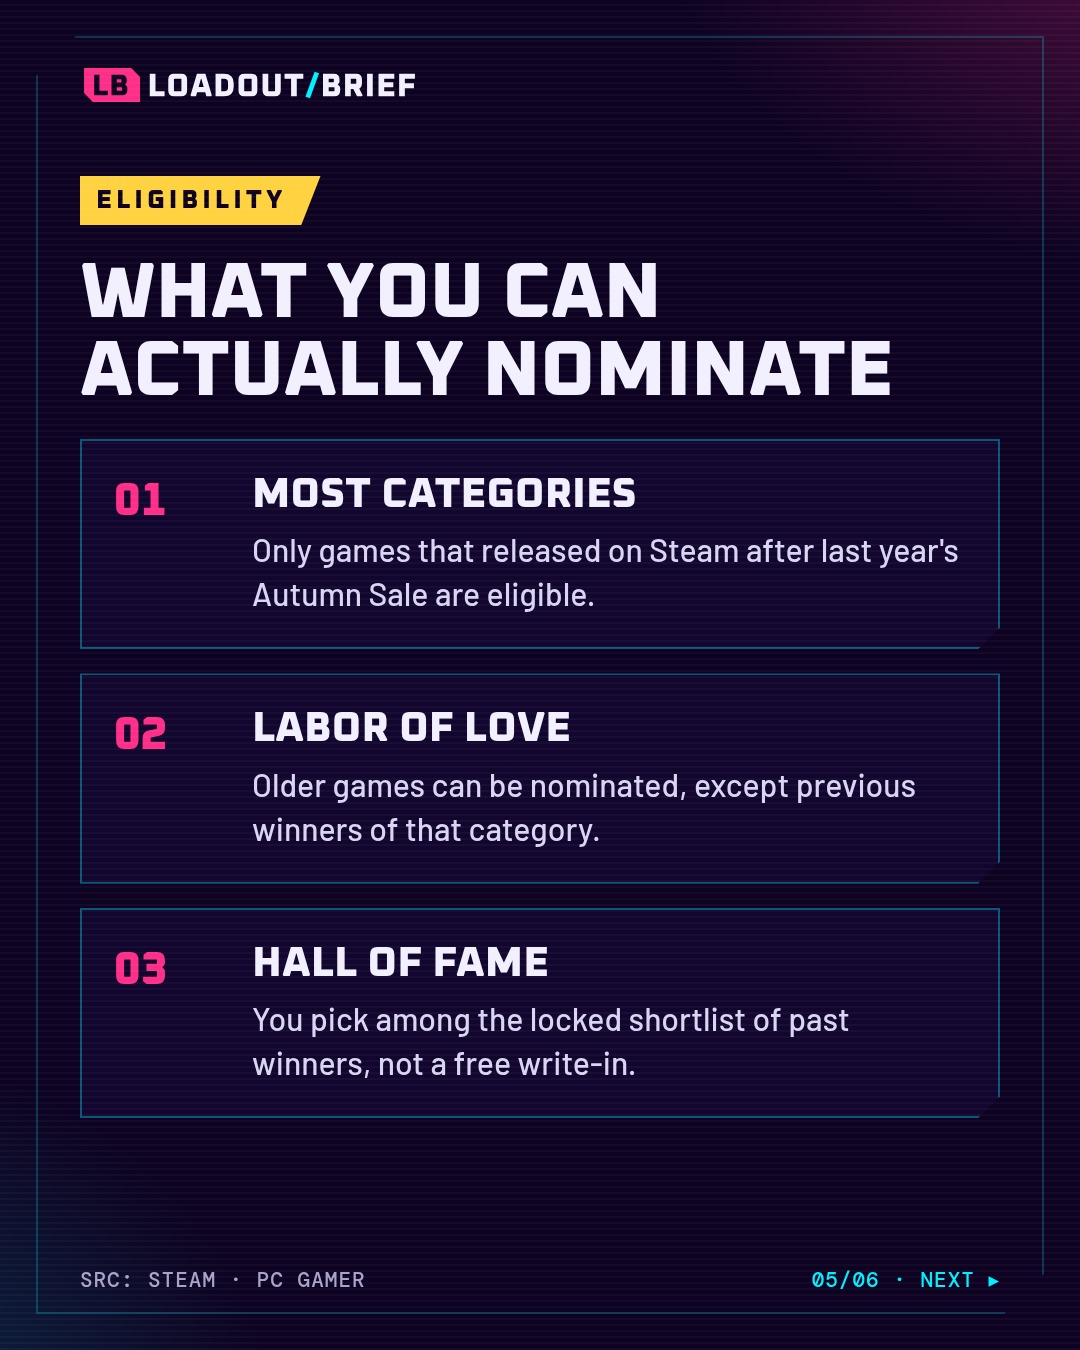 LB LOADOUT/BRIEF
ELIGIBILITY
WHAT YOU CAN
ACTUALLY NOMINATE
01
MOST CATEGORIES
Only games that released on Steam after last year's
Autumn Sale are eligible.
02
LABOR OF LOVE
Older games can be nominated, except previous
winners of that category.
03
HALL OF FAME
You pick among the locked shortlist of past
winners, not a free write-in.
SRC: STEAM · PC GAMER
05/06 · NEXT ▸